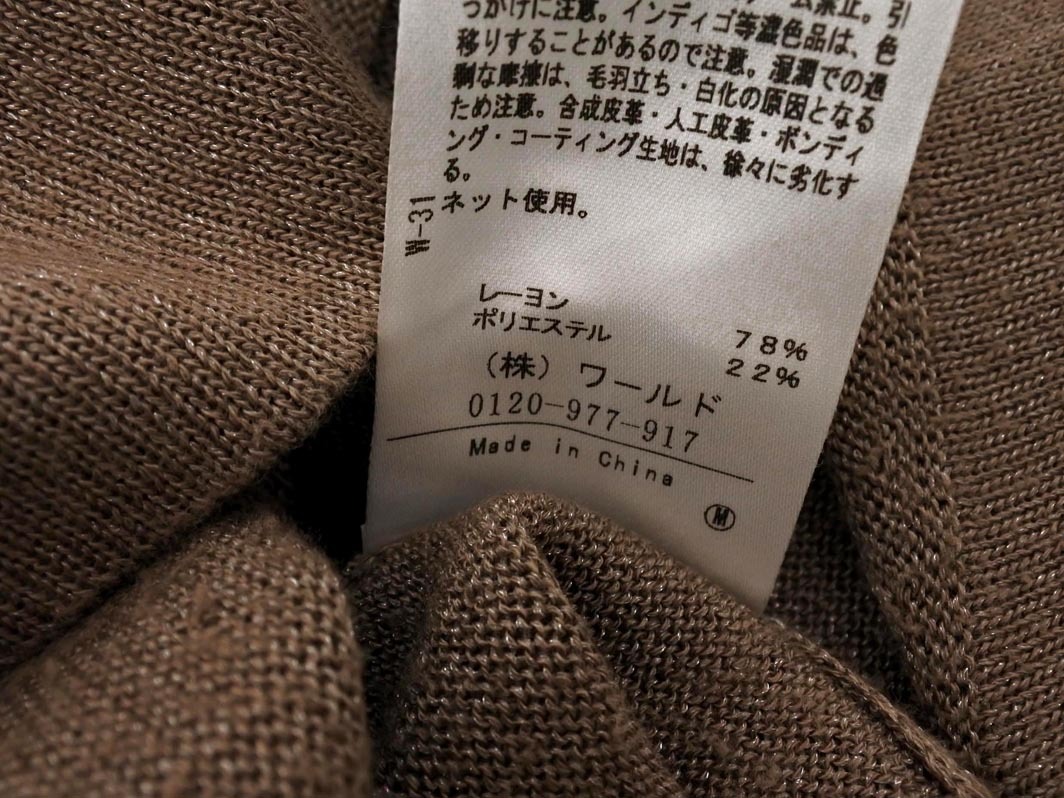 禁止。引
つかけに注意。インディゴ等濃色品は、色
移りすることがあるので注意。湿潤での過
剰な摩擦は、毛羽立ち・白化の原因となる
ため注意。合成皮革・人工皮革・ボンディ
ング・コーティング生地は、徐々に劣化す
る。
ネット使用。
W-31
レーヨン 78%
ポリエステル 22%
（株）ワールド
0120-977-917
Made in China
M